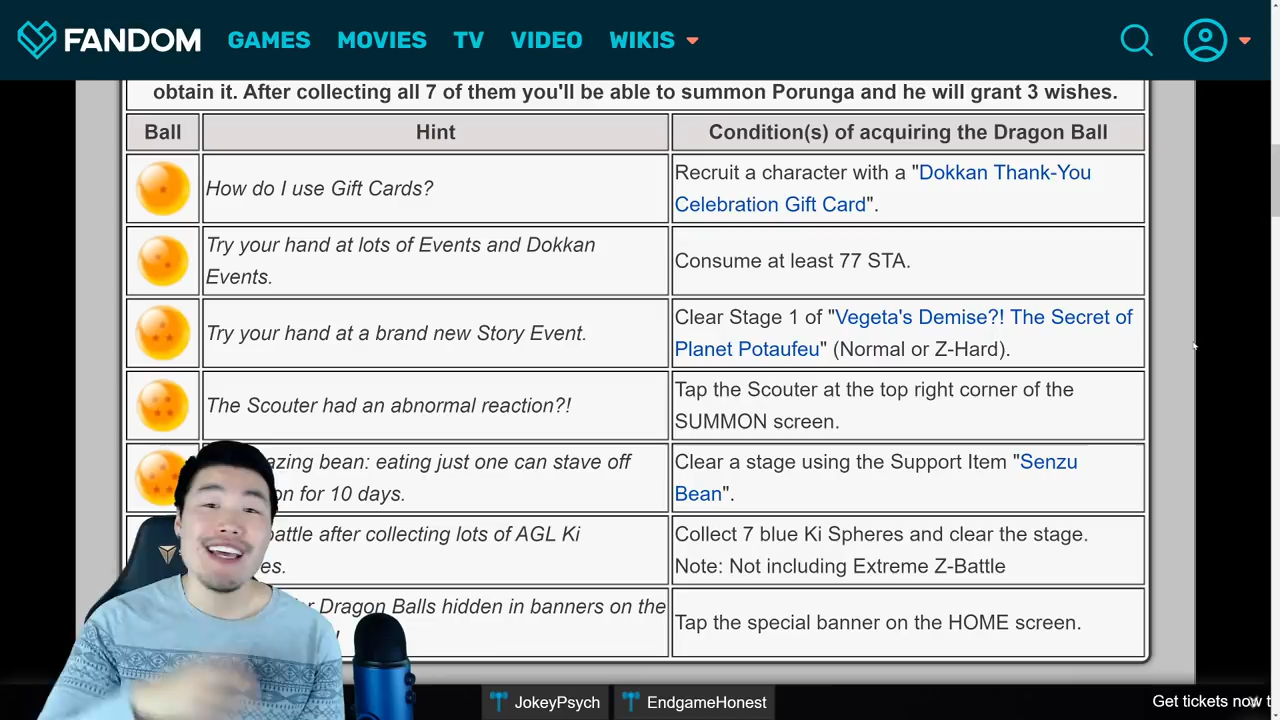 FANDOM GAMES MOVIES TV VIDEO WIKIS
obtain it. After collecting all 7 of them you'll be able to summon Porunga and he will grant 3 wishes.
Ball Hint Condition(s) of acquiring the Dragon Ball
How do I use Gift Cards?
Recruit a character with a "Dokkan Thank-You
Celebration Gift Card".
Try your hand at lots of Events and Dokkan
Events.
Consume at least 77 STA.
Try your hand at a brand new Story Event.
Clear Stage 1 of "Vegeta's Demise?! The Secret of
Planet Potaufeu" (Normal or Z-Hard).
The Scouter had an abnormal reaction?!
Tap the Scouter at the top right corner of the
SUMMON screen.
bean: eating just one can stave off
for 10 days.
Clear a stage using the Support Item "Senzu
Bean".
after collecting lots of AGL Ki
Collect 7 blue Ki Spheres and clear the stage.
Note: Not including Extreme Z-Battle
Dragon Balls hidden in banners on the
Tap the special banner on the HOME screen.
JokeyPsych EndgameHonest
Get tickets now